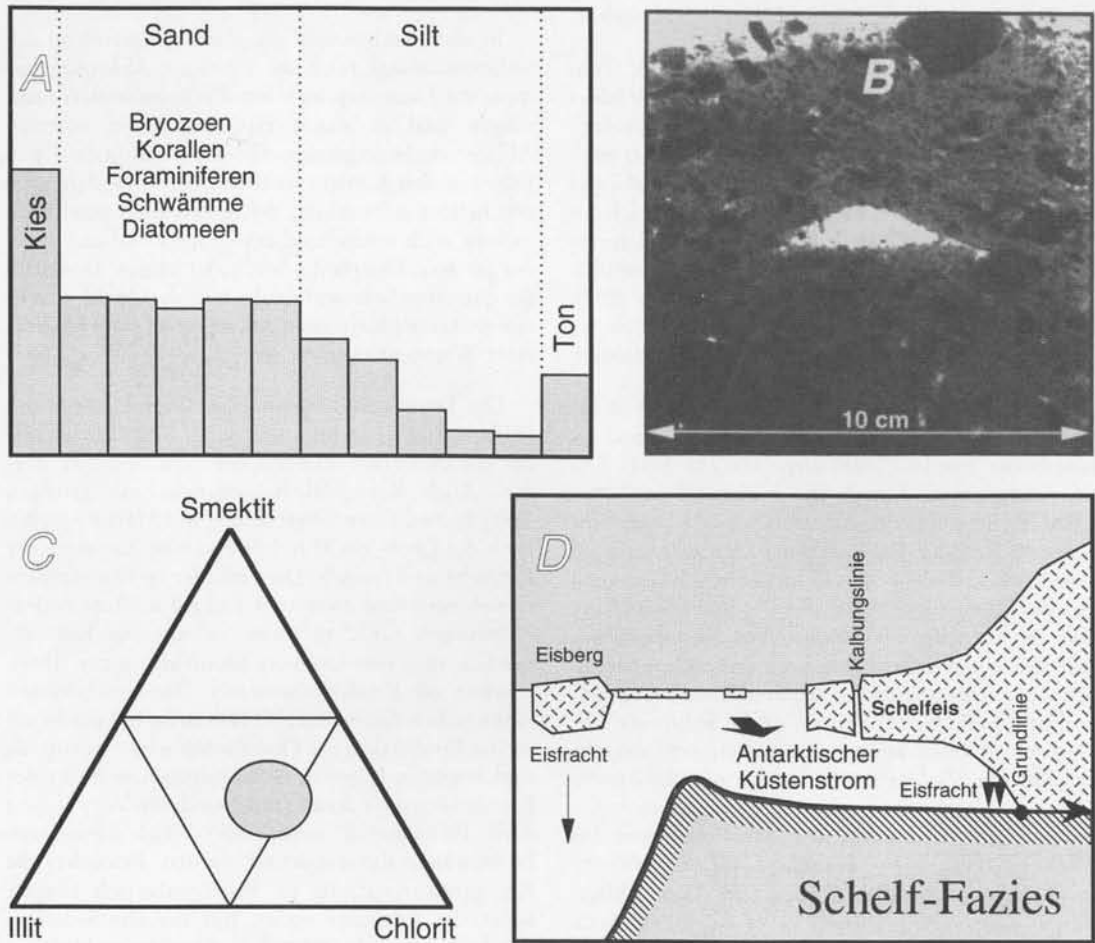 A
Sand
Silt
Bryozoen
Korallen
Foraminiferen
Schwämme
Diatomeen
Kies
Ton
B
10 cm
C
Smektit
Illit
Chlorit
D
Eisberg
Kalbungslinie
Schelfeis
Eisfracht
Antarktischer
Küstenstrom
Eisfracht
Grundlinie
Schelf-Fazies